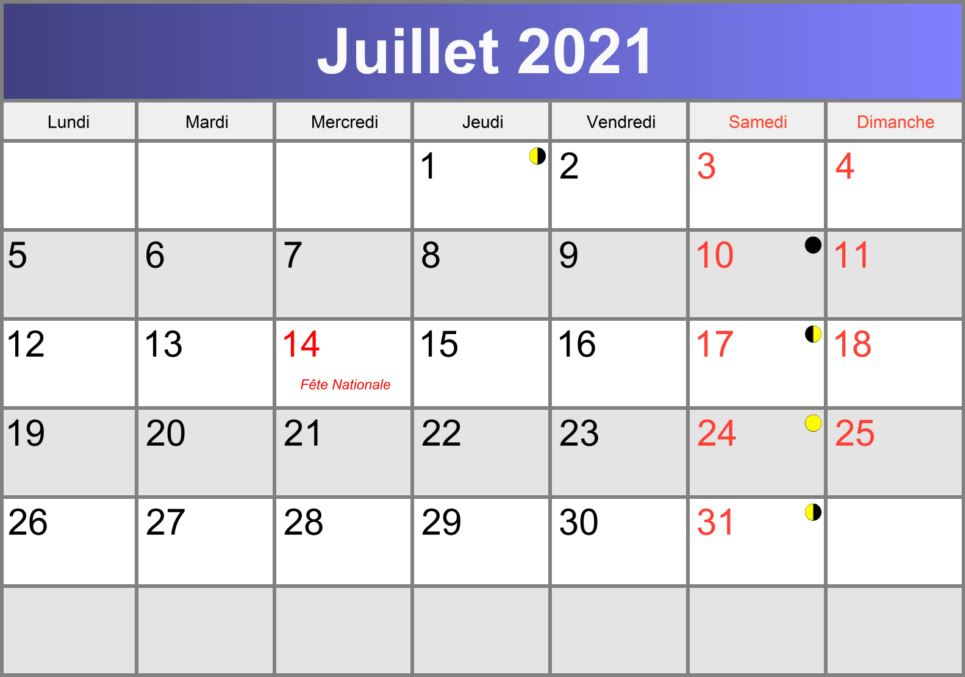 Juillet 2021
Lundi Mardi Mercredi Jeudi Vendredi Samedi Dimanche
1 2 3 4
5 6 7 8 9 10 11
12 13 14 15 16 17 18
Fête Nationale
19 20 21 22 23 24 25
26 27 28 29 30 31